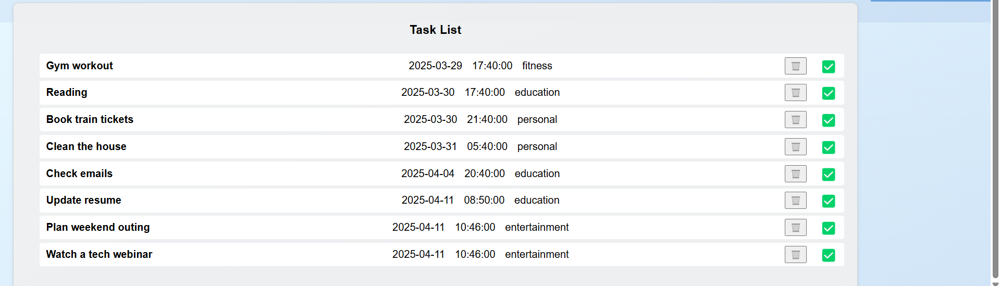 Task List
Gym workout 2025-03-29 17:40:00 fitness
Reading 2025-03-30 17:40:00 education
Book train tickets 2025-03-30 21:40:00 personal
Clean the house 2025-03-31 05:40:00 personal
Check emails 2025-04-04 20:40:00 education
Update resume 2025-04-11 08:50:00 education
Plan weekend outing 2025-04-11 10:46:00 entertainment
Watch a tech webinar 2025-04-11 10:46:00 entertainment